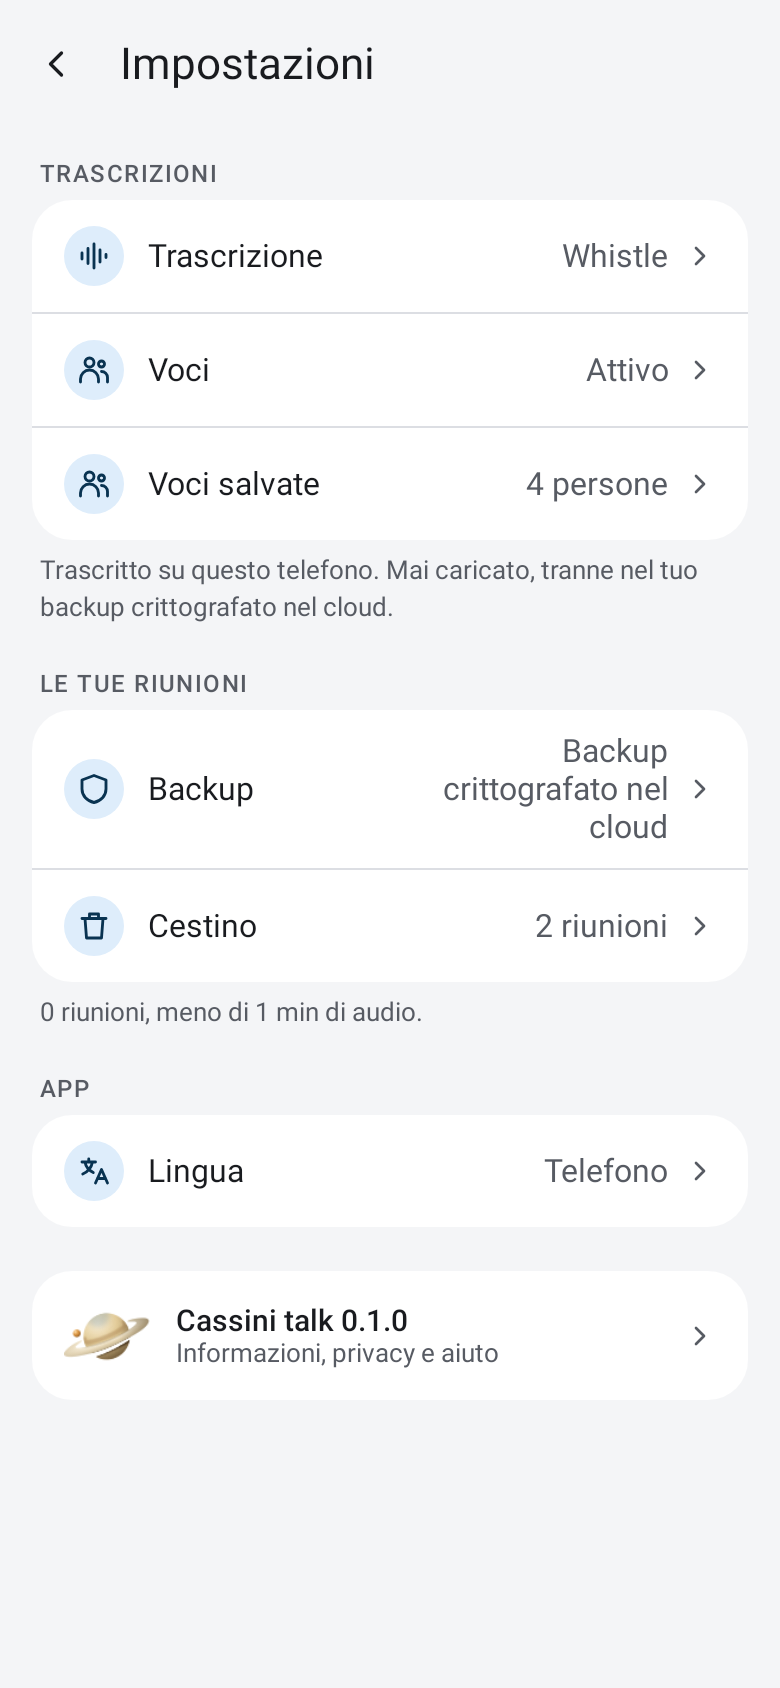 Impostazioni
TRASCRIZIONI
Trascrizione Whistle
Voci Attivo
Voci salvate 4 persone
Trascritto su questo telefono. Mai caricato, tranne nel tuo
backup crittografato nel cloud.
LE TUE RIUNIONI
Backup Backup
crittografato nel
cloud
Cestino 2 riunioni
0 riunioni, meno di 1 min di audio.
APP
Lingua Telefono
Cassini talk 0.1.0
Informazioni, privacy e aiuto